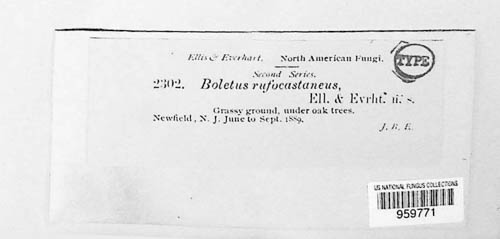 Ellis & Everhart. North American Fungi.
TYPE
Second Series.
2302. Boletus rufocastaneus,
Ell. & Evrht. n. s.
Grassy ground, under oak trees.
Newfield, N. J. June to Sept. 1889.
J. B. E.
US NATIONAL FUNGUS COLLECTIONS
959771